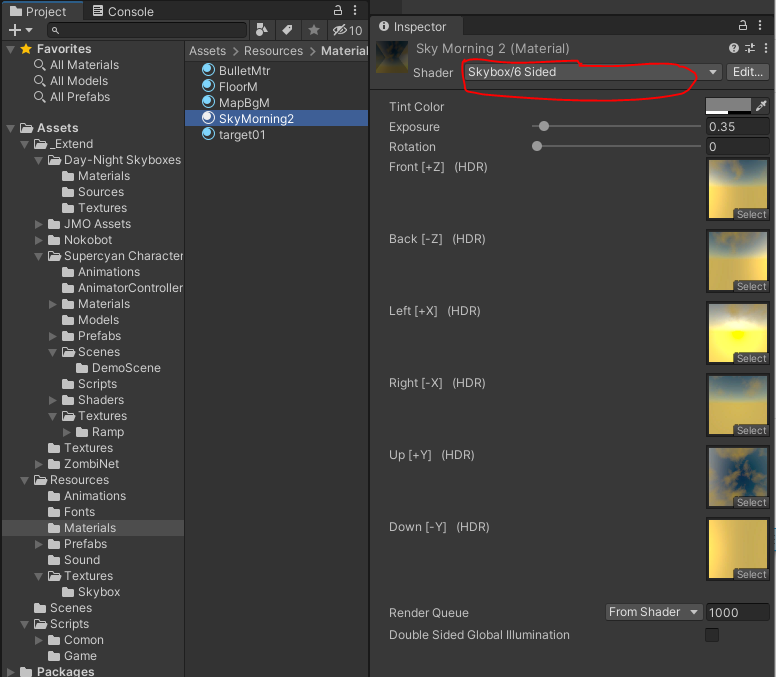 Project
Console
10
Favorites
All Materials
All Models
All Prefabs
Assets
_Extend
Day-Night Skyboxes
Materials
Sources
Textures
JMO Assets
Nokobot
Supercyan Character
Animations
AnimatorController
Materials
Models
Prefabs
Scenes
DemoScene
Scripts
Shaders
Textures
Ramp
Textures
ZombiNet
Resources
Animations
Fonts
Materials
Prefabs
Sound
Textures
Skybox
Scenes
Scripts
Comon
Game
Packages
Assets > Resources > Material
BulletMtr
FloorM
MapBgM
SkyMorning2
target01
Inspector
Sky Morning 2 (Material)
Shader Skybox/6 Sided Edit...
Tint Color
Exposure 0.35
Rotation 0
Front [+Z] (HDR)
Select
Back [-Z] (HDR)
Select
Left [+X] (HDR)
Select
Right [-X] (HDR)
Select
Up [+Y] (HDR)
Select
Down [-Y] (HDR)
Select
Render Queue From Shader 1000
Double Sided Global Illumination